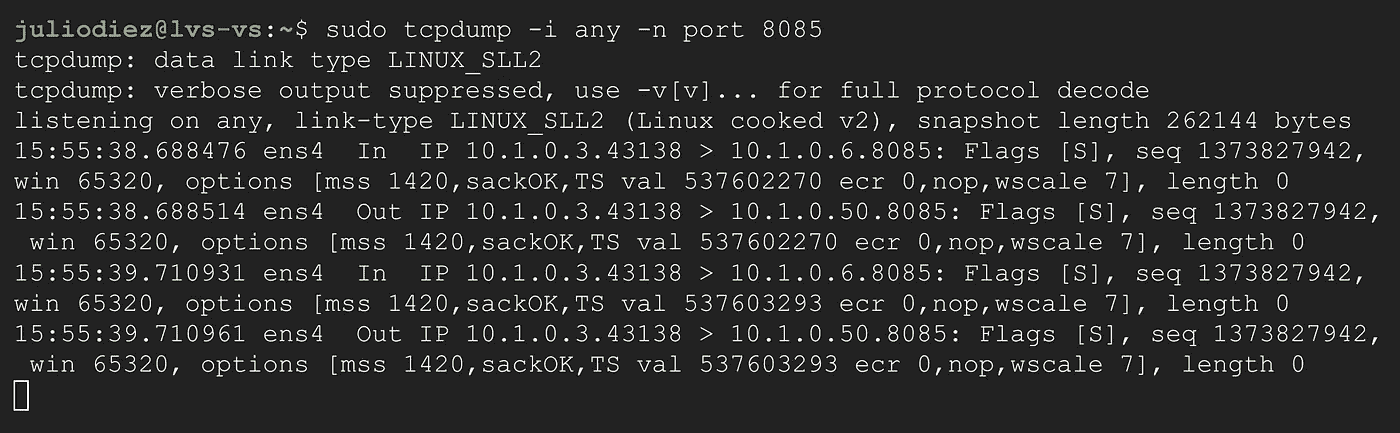 juliodiez@lvs-vs:~$ sudo tcpdump -i any -n port 8085
tcpdump: data link type LINUX_SLL2
tcpdump: verbose output suppressed, use -v[v]... for full protocol decode
listening on any, link-type LINUX_SLL2 (Linux cooked v2), snapshot length 262144 bytes
15:55:38.688476 ens4  In  IP 10.1.0.3.43138 > 10.1.0.6.8085: Flags [S], seq 1373827942,
win 65320, options [mss 1420,sackOK,TS val 537602270 ecr 0,nop,wscale 7], length 0
15:55:38.688514 ens4  Out IP 10.1.0.3.43138 > 10.1.0.50.8085: Flags [S], seq 1373827942,
 win 65320, options [mss 1420,sackOK,TS val 537602270 ecr 0,nop,wscale 7], length 0
15:55:39.710931 ens4  In  IP 10.1.0.3.43138 > 10.1.0.6.8085: Flags [S], seq 1373827942,
win 65320, options [mss 1420,sackOK,TS val 537603293 ecr 0,nop,wscale 7], length 0
15:55:39.710961 ens4  Out IP 10.1.0.3.43138 > 10.1.0.50.8085: Flags [S], seq 1373827942,
 win 65320, options [mss 1420,sackOK,TS val 537603293 ecr 0,nop,wscale 7], length 0